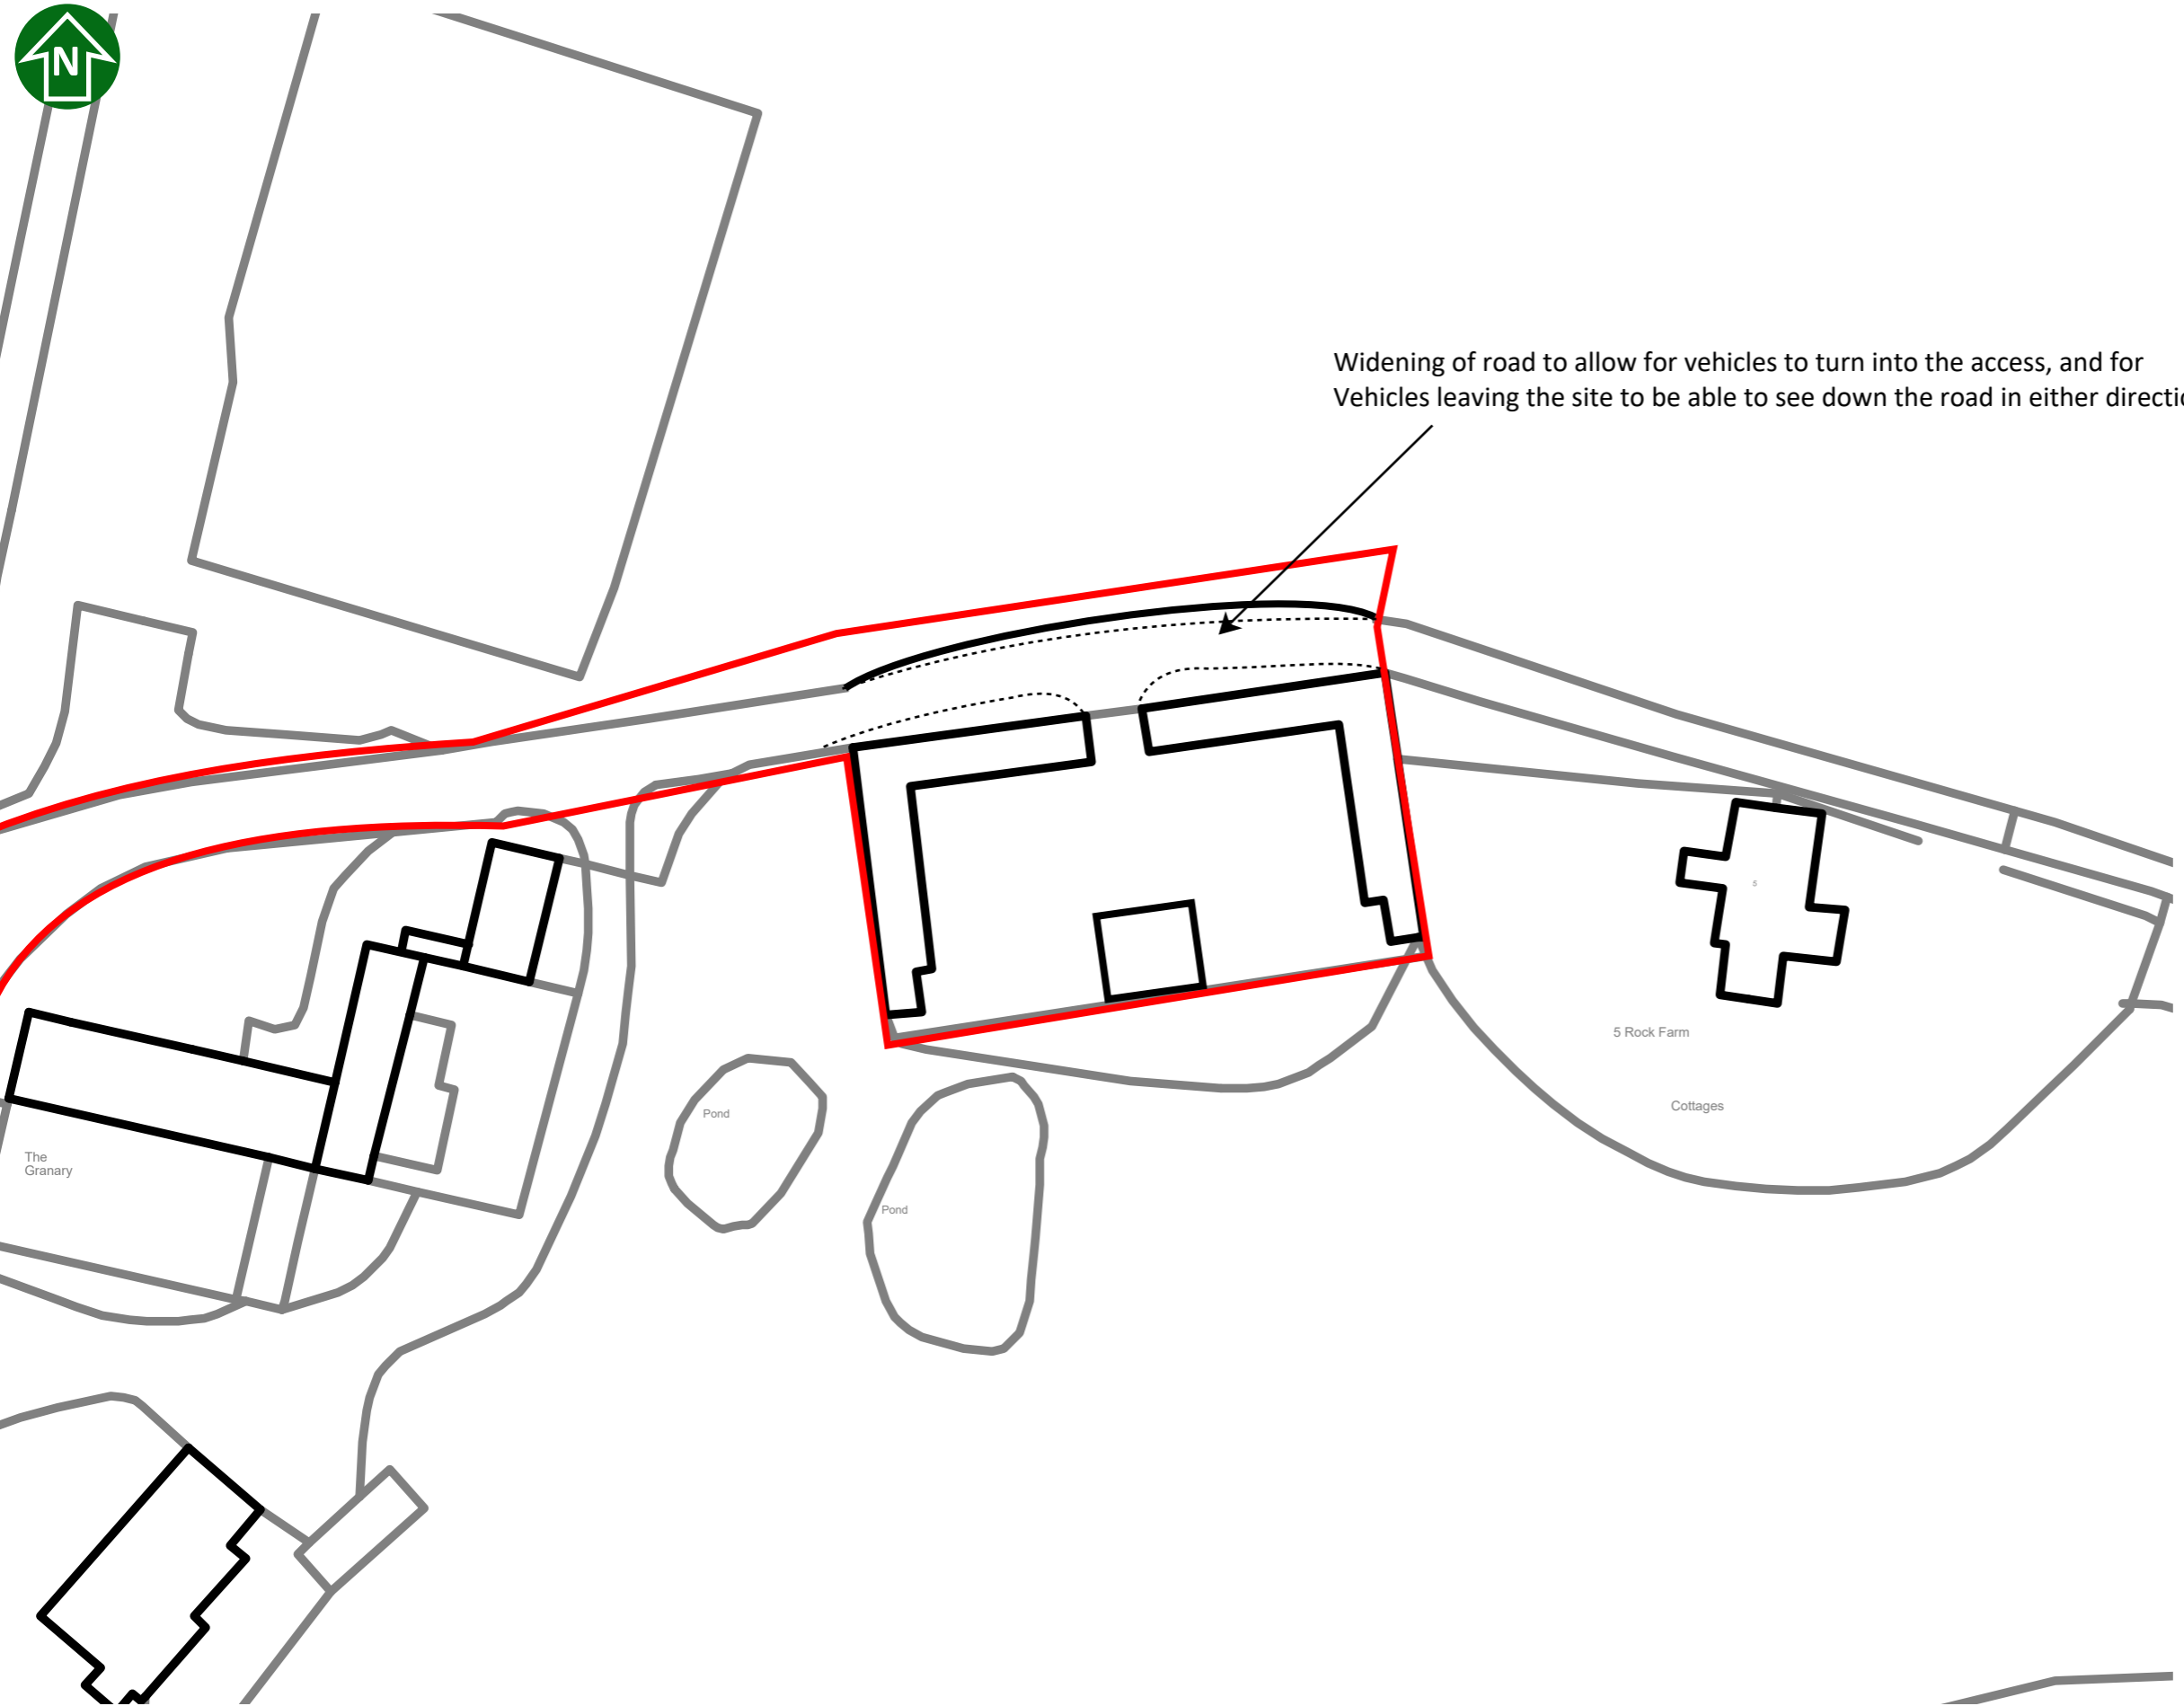 N
Widening of road to allow for vehicles to turn into the access, and for
Vehicles leaving the site to be able to see down the road in either
5
5 Rock Farm
Cottages
Pond
Pond
The
Granary